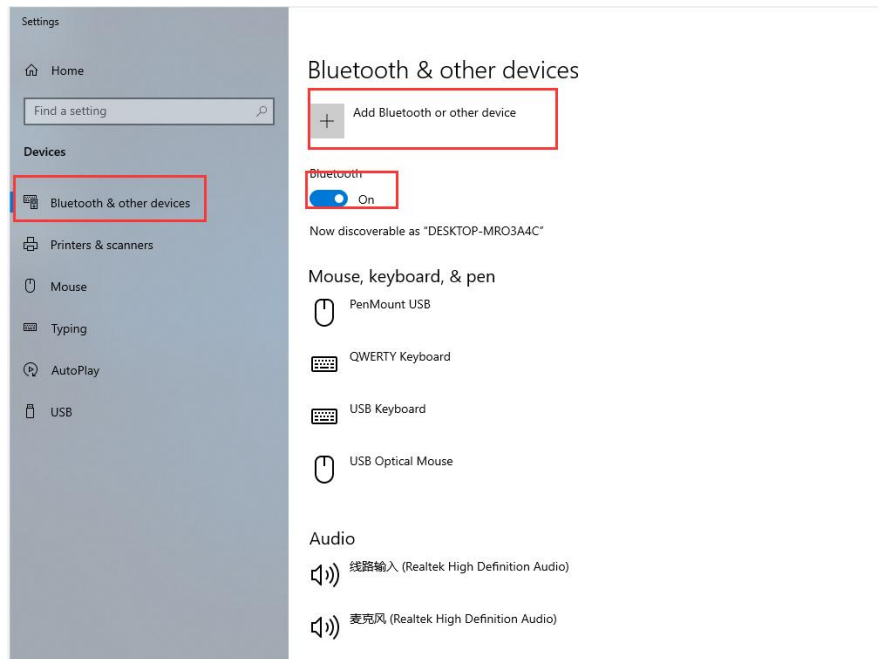 Settings
Home
Find a setting
Devices
Bluetooth & other devices
Printers & scanners
Mouse
Typing
AutoPlay
USB
Bluetooth & other devices
Add Bluetooth or other device
Bluetooth
On
Now discoverable as “DESKTOP-MRO3A4C”
Mouse, keyboard, & pen
PenMount USB
QWERTY Keyboard
USB Keyboard
USB Optical Mouse
Audio
线路输入 (Realtek High Definition Audio)
麦克风 (Realtek High Definition Audio)